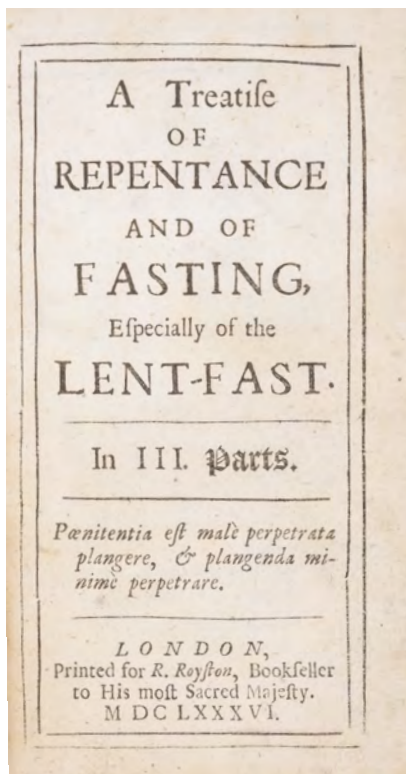 A Treatiſe
OF
REPENTANCE
AND OF
FASTING,
Eſpecially of the
LENT-FAST.
In III. Parts.
Pœnitentia eſt malè perpetrata
plangere, & plangenda mi-
nimè perpetrare.
LONDON,
Printed for R. Royſton, Bookſeller
to His moſt Sacred Majeſty.
M DC LXXXVI.